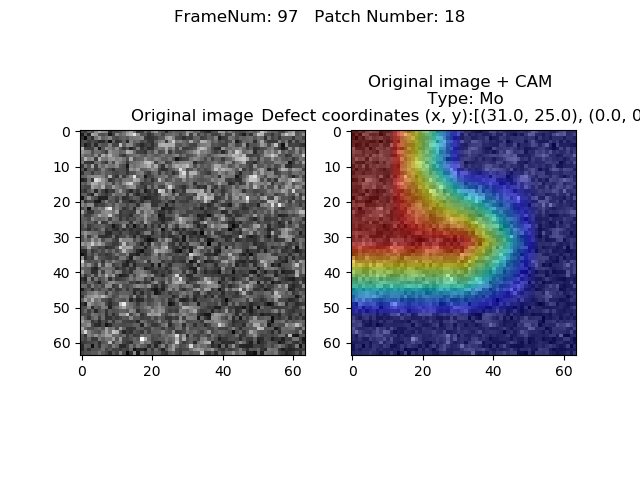 FrameNum: 97   Patch Number: 18
Original image + CAM
Type: Mo
Original image
Defect coordinates (x, y):[(31.0, 25.0), (0.0, 0
0
10
20
30
40
50
60
0 20 40 60
0
10
20
30
40
50
60
0 20 40 60